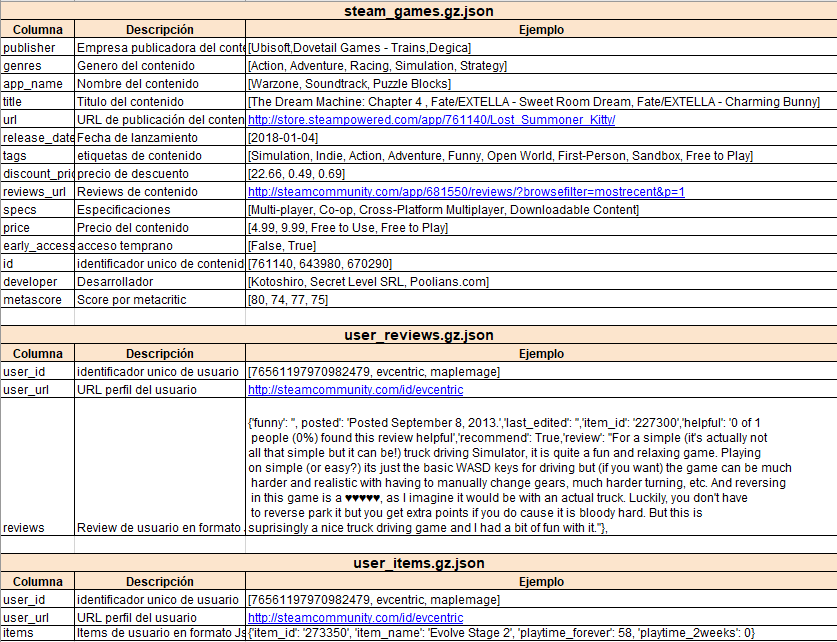 steam_games.gz.json
Columna Descripción Ejemplo
publisher Empresa publicadora del conte [Ubisoft,Dovetail Games - Trains,Degica]
genres Genero del contenido [Action, Adventure, Racing, Simulation, Strategy]
app_name Nombre del contenido [Warzone, Soundtrack, Puzzle Blocks]
title Titulo del contenido [The Dream Machine: Chapter 4 , Fate/EXTELLA - Sweet Room Dream, Fate/EXTELLA - Charming Bunny]
url URL de publicación del conten http://store.steampowered.com/app/761140/Lost_Summoner_Kitty/
release_date Fecha de lanzamiento [2018-01-04]
tags etiquetas de contenido [Simulation, Indie, Action, Adventure, Funny, Open World, First-Person, Sandbox, Free to Play]
discount_pric precio de descuento [22.66, 0.49, 0.69]
reviews_url Reviews de contenido http://steamcommunity.com/app/681550/reviews/?browsefilter=mostrecent&p=1
specs Especificaciones [Multi-player, Co-op, Cross-Platform Multiplayer, Downloadable Content]
price Precio del contenido [4.99, 9.99, Free to Use, Free to Play]
early_access acceso temprano [False, True]
id identificador unico de contenid [761140, 643980, 670290]
developer Desarrollador [Kotoshiro, Secret Level SRL, Poolians.com]
metascore Score por metacritic [80, 74, 77, 75]
user_reviews.gz.json
Columna Descripción Ejemplo
user_id identificador unico de usuario [76561197970982479, evcentric, maplemage]
user_url URL perfil del usuario http://steamcommunity.com/id/evcentric
{'funny': '', posted': 'Posted September 8, 2013.','last_edited': '','item_id': '227300','helpful': '0 of 1
people (0%) found this review helpful','recommend': True,'review': "For a simple (it's actually not
all that simple but it can be!) truck driving Simulator, it is quite a fun and relaxing game. Playing
on simple (or easy?) its just the basic WASD keys for driving but (if you want) the game can be much
harder and realistic with having to manually change gears, much harder turning, etc. And reversing
in this game is a ♥♥♥♥♥, as I imagine it would be with an actual truck. Luckily, you don't have
to reverse park it but you get extra points if you do cause it is bloody hard. But this is
reviews Review de usuario en formato J suprisingly a nice truck driving game and I had a bit of fun with it."},
user_items.gz.json
Columna Descripción Ejemplo
user_id identificador unico de usuario [76561197970982479, evcentric, maplemage]
user_url URL perfil del usuario http://steamcommunity.com/id/evcentric
items Items de usuario en formato Js {'item_id': '273350', 'item_name': 'Evolve Stage 2', 'playtime_forever': 58, 'playtime_2weeks': 0}